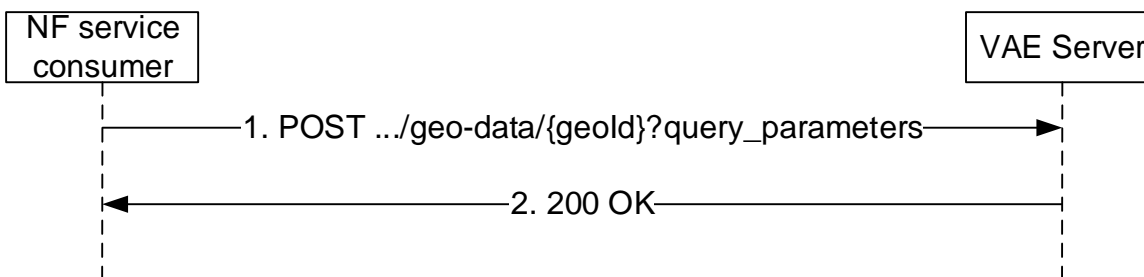 NF service
consumer
VAE Server
1. POST .../geo-data/{geoId}?query_parameters
2. 200 OK